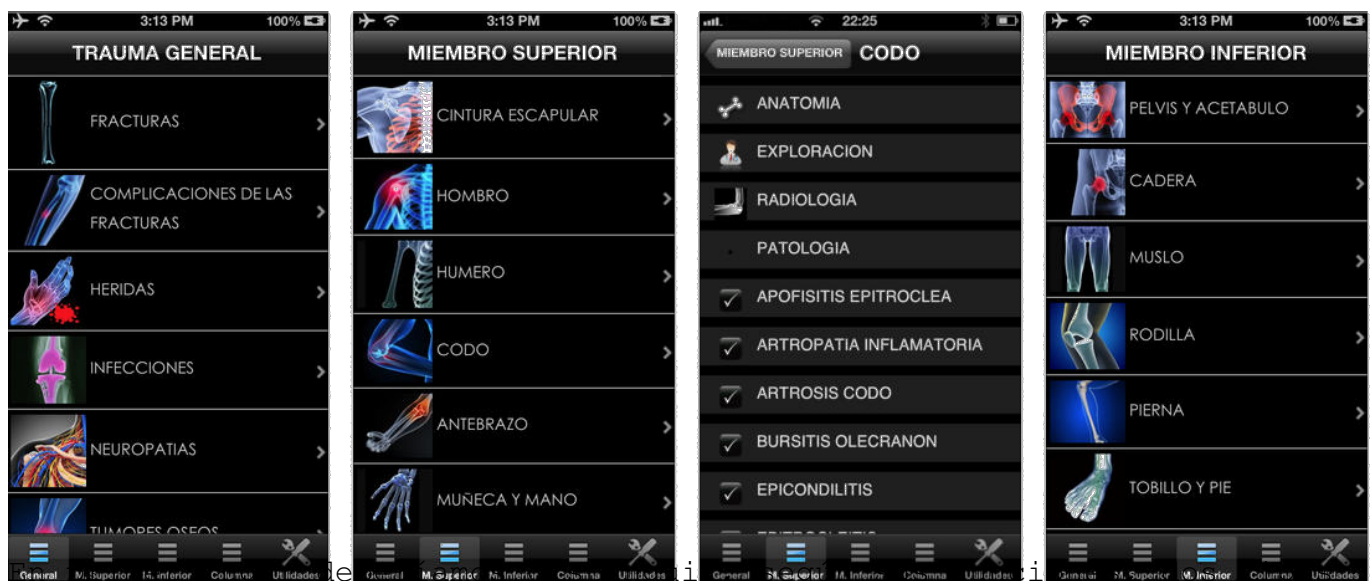 3:13 PM 100%
TRAUMA GENERAL
FRACTURAS
COMPLICACIONES DE LAS
FRACTURAS
HERIDAS
INFECCIONES
NEUROPATIAS
TUMORES OSEOS
General M. Superior M. Inferior Columna Utilidades
3:13 PM 100%
MIEMBRO SUPERIOR
CINTURA ESCAPULAR
HOMBRO
HUMERO
CODO
ANTEBRAZO
MUÑECA Y MANO
General M. Superior M. Inferior Columna Utilidades
22:25
MIEMBRO SUPERIOR CODO
ANATOMIA
EXPLORACION
RADIOLOGIA
PATOLOGIA
APOFISITIS EPITROCLEA
ARTROPATIA INFLAMATORIA
ARTROSIS CODO
BURSITIS OLECRANON
EPICONDILITIS
General M. Superior M. Inferior Columna Utilidades
3:13 PM 100%
MIEMBRO INFERIOR
PELVIS Y ACETABULO
CADERA
MUSLO
RODILLA
PIERNA
TOBILLO Y PIE
General M. Superior M. Inferior Columna Utilidades